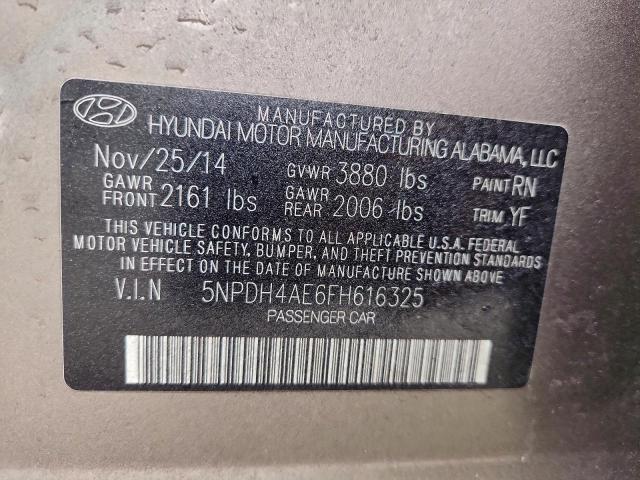 MANUFACTURED BY
HYUNDAI MOTOR MANUFACTURING ALABAMA, LLC
Nov/25/14 GVWR 3880 lbs PAINT RN
GAWR FRONT 2161 lbs GAWR REAR 2006 lbs TRIM YF
THIS VEHICLE CONFORMS TO ALL APPLICABLE U.S.A. FEDERAL
MOTOR VEHICLE SAFETY, BUMPER, AND THEFT PREVENTION STANDARDS
IN EFFECT ON THE DATE OF MANUFACTURE SHOWN ABOVE
V.I.N 5NPDH4AE6FH616325
PASSENGER CAR